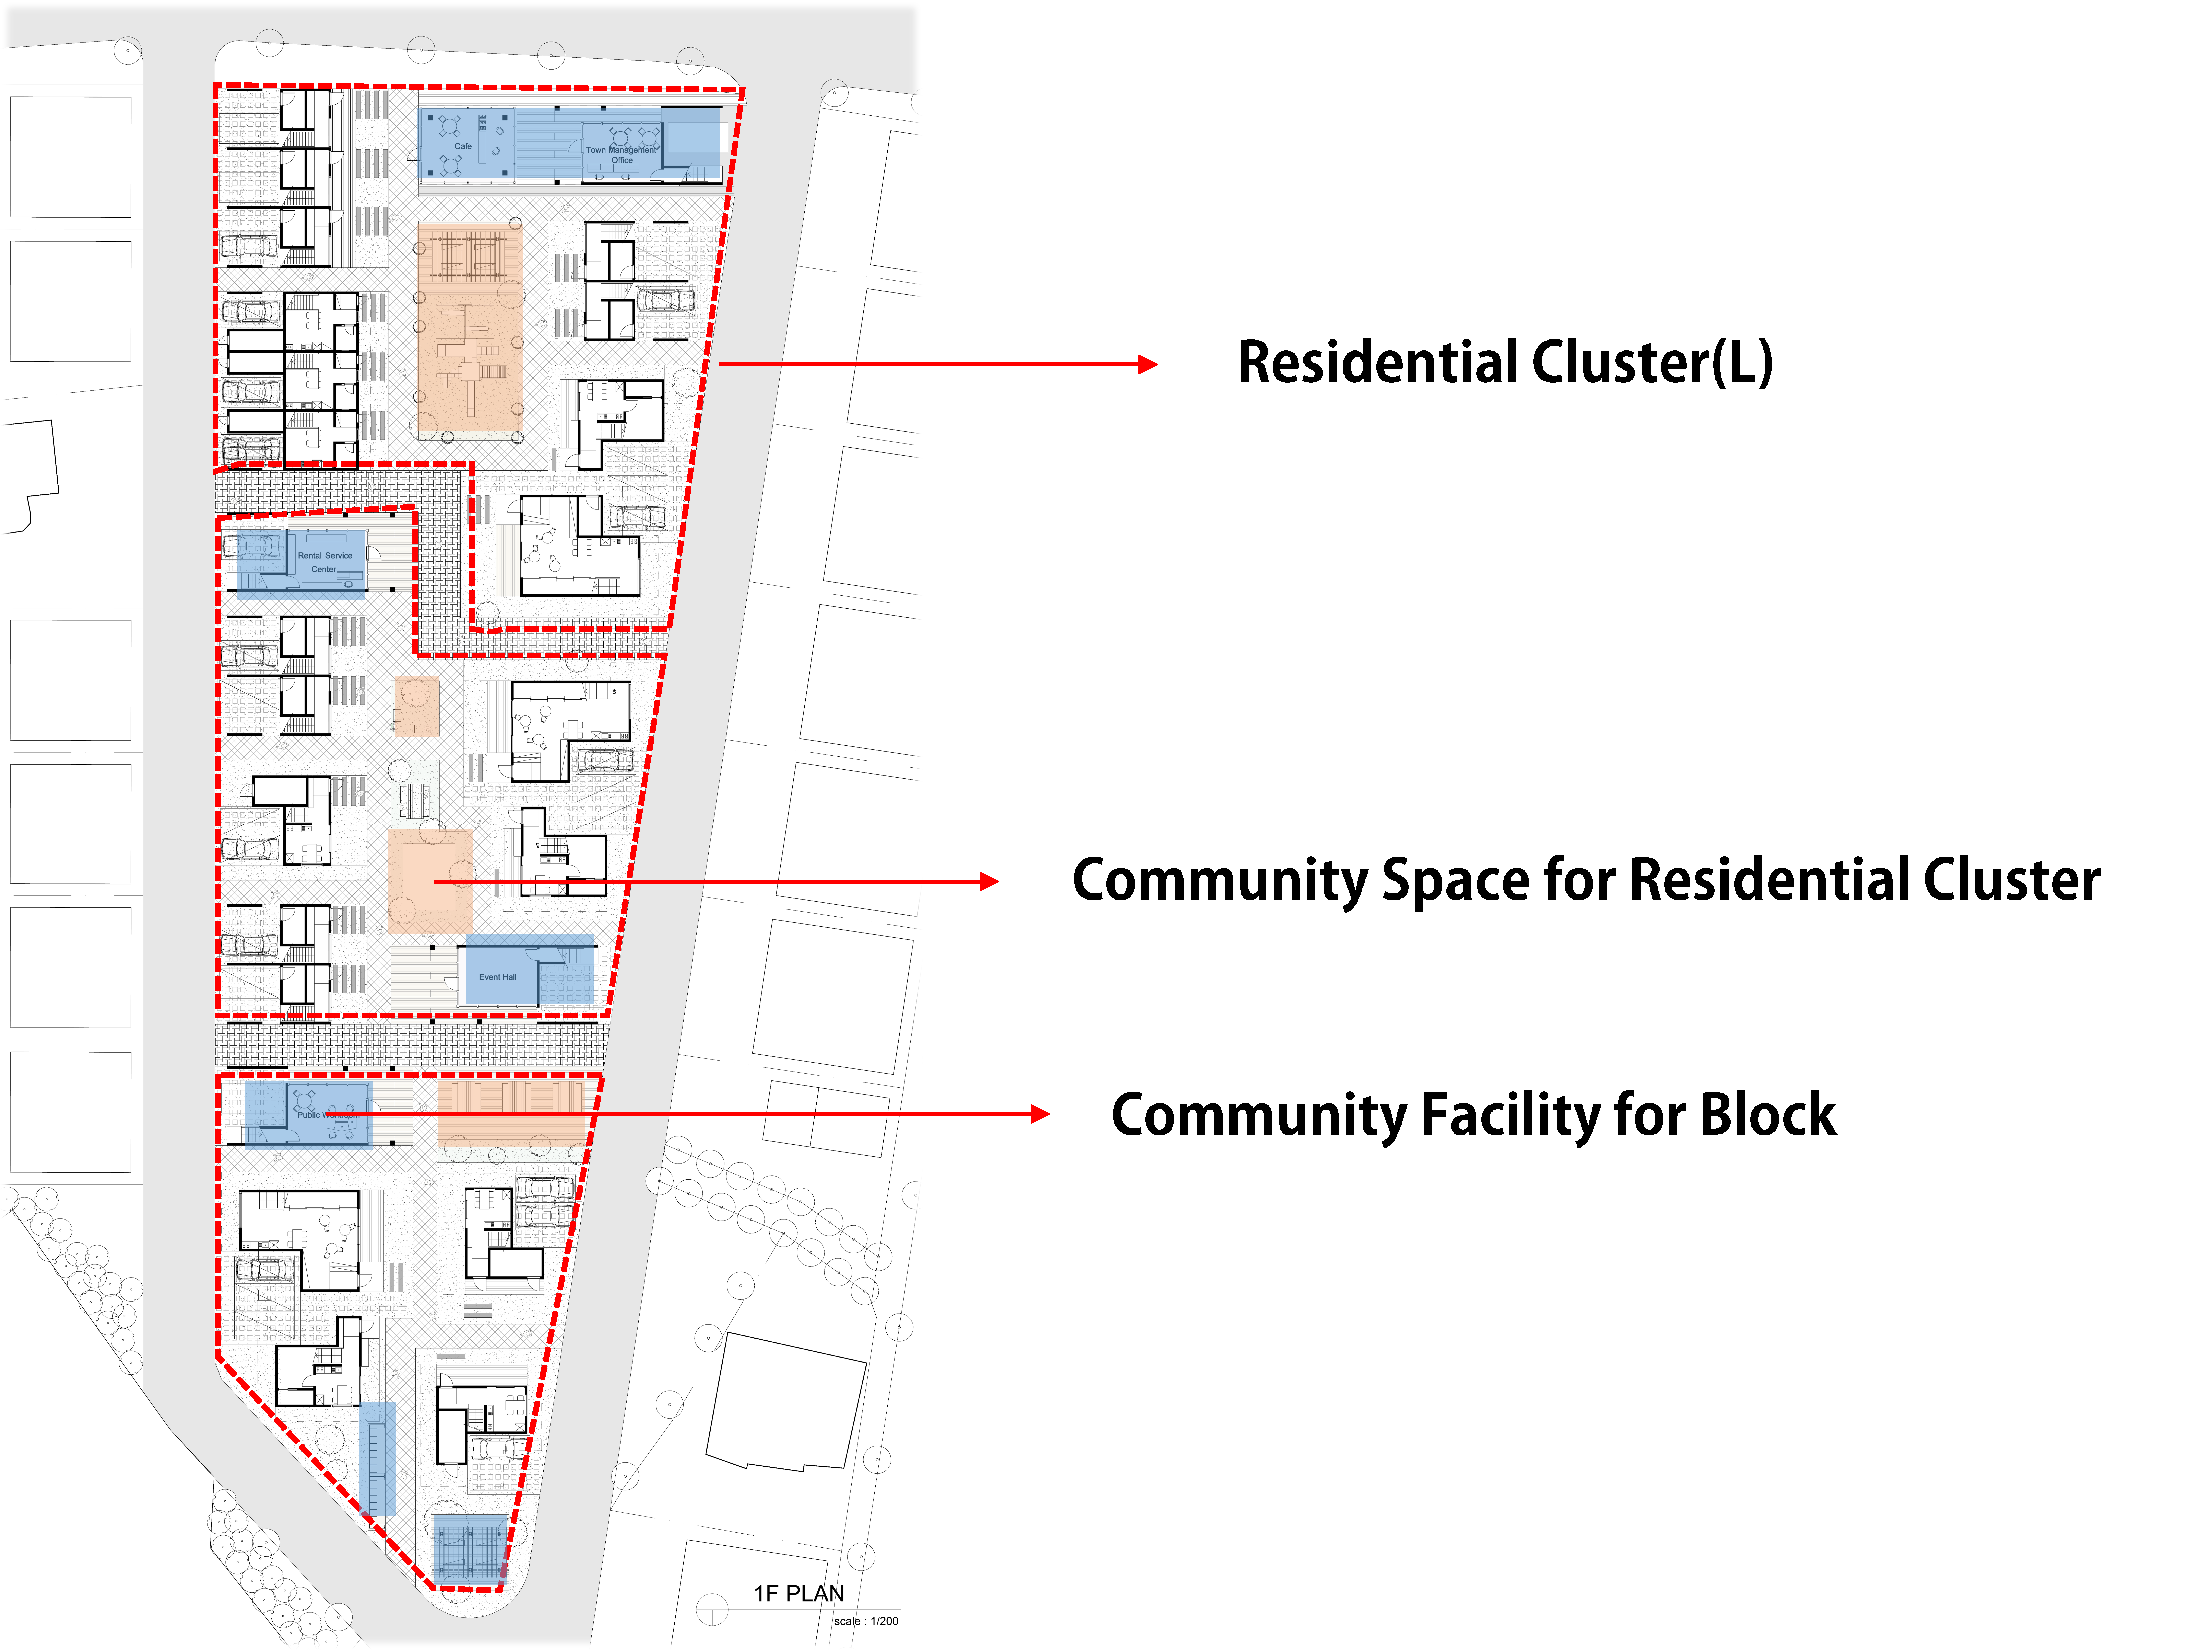 Cafe
Town Management
Office
Residential Cluster(L)
Rental Service
Center
Community Space for Residential Cluster
Event Hall
Public
Community Facility for Block
1F PLAN
scale : 1/200